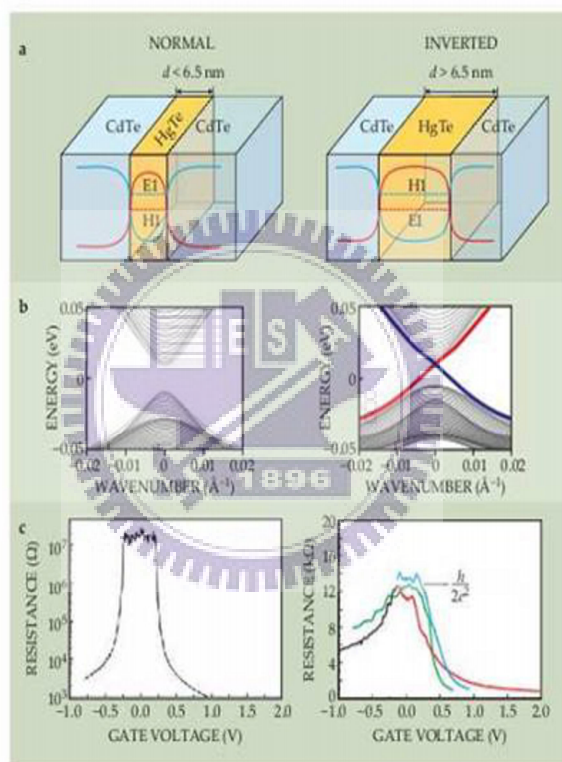 a
NORMAL
INVERTED
d < 6.5 nm
d > 6.5 nm
CdTe
HgTe
CdTe
CdTe
HgTe
CdTe
E1
H1
H1
E1
b
0.05
0
−0.05
ENERGY (eV)
−0.02 −0.01 0 0.01 0.02
WAVENUMBER (Å⁻¹)
0.05
0
−0.05
ENERGY (eV)
−0.02 −0.01 0 0.01 0.02
WAVENUMBER (Å⁻¹)
E S
1896
c
10⁷
10⁶
10⁵
10⁴
10³
RESISTANCE (Ω)
−1.0 −0.5 0.0 0.5 1.0 1.5 2.0
GATE VOLTAGE (V)
20
16
12
8
4
0
RESISTANCE (kΩ)
h
2e²
−1.0 −0.5 0.0 0.5 1.0 1.5 2.0
GATE VOLTAGE (V)